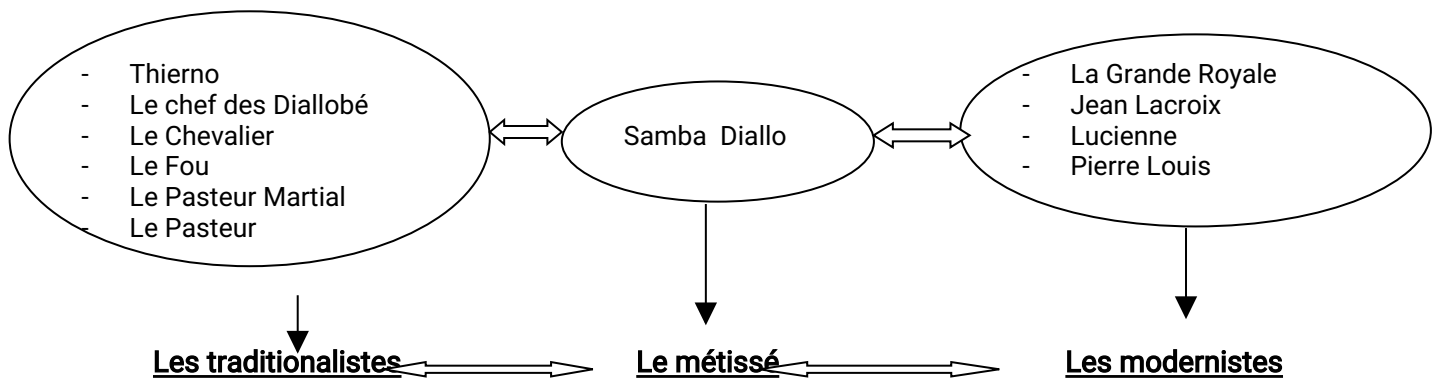 - Thierno
- Le chef des Diallobé
- Le Chevalier
- Le Fou
- Le Pasteur Martial
- Le Pasteur
Samba Diallo
- La Grande Royale
- Jean Lacroix
- Lucienne
- Pierre Louis
Les traditionalistes
Le métissé
Les modernistes